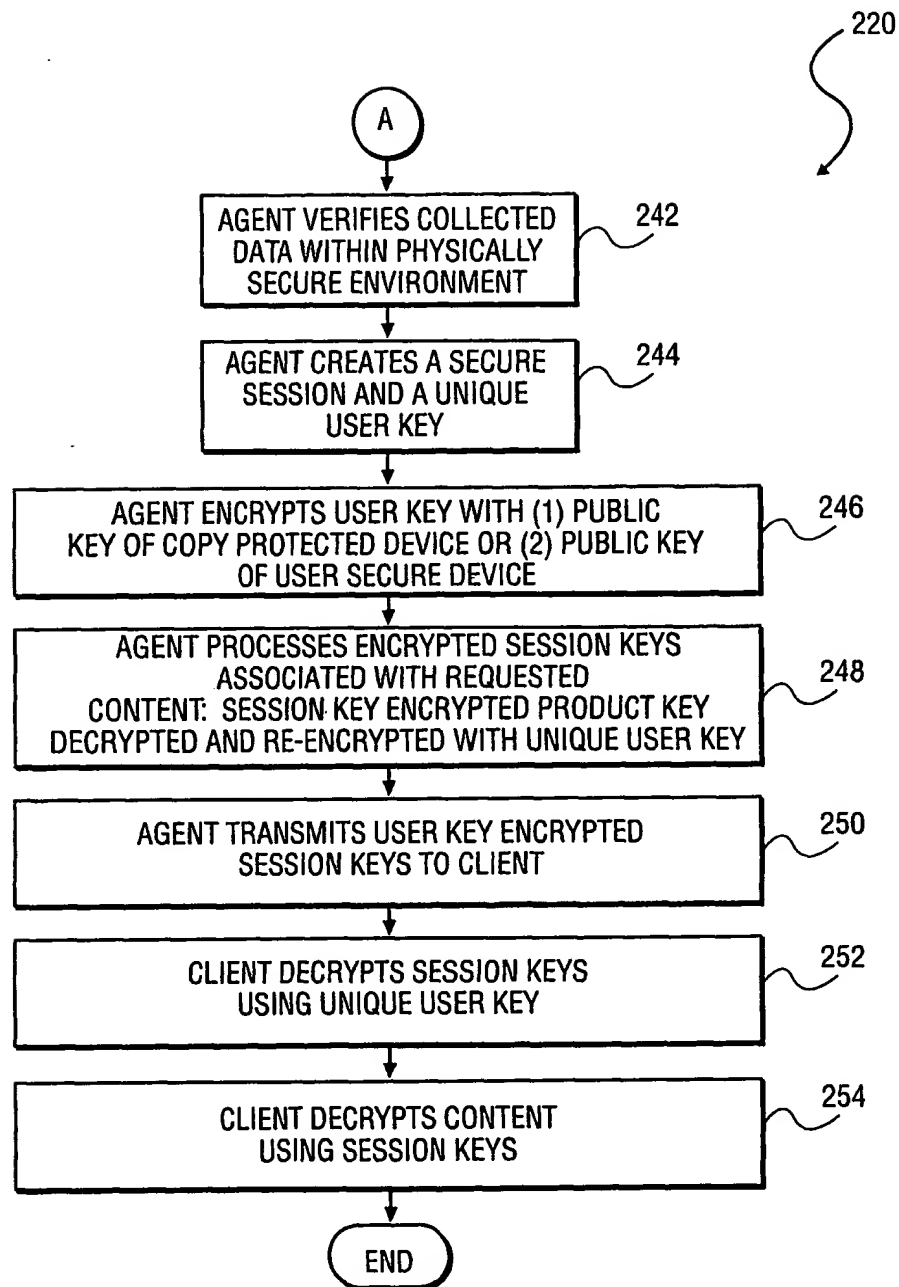 220
A
AGENT VERIFIES COLLECTED
DATA WITHIN PHYSICALLY
SECURE ENVIRONMENT
242
AGENT CREATES A SECURE
SESSION AND A UNIQUE
USER KEY
244
AGENT ENCRYPTS USER KEY WITH (1) PUBLIC
KEY OF COPY PROTECTED DEVICE OR (2) PUBLIC KEY
OF USER SECURE DEVICE
246
AGENT PROCESSES ENCRYPTED SESSION KEYS
ASSOCIATED WITH REQUESTED
CONTENT: SESSION KEY ENCRYPTED PRODUCT KEY
DECRYPTED AND RE-ENCRYPTED WITH UNIQUE USER KEY
248
AGENT TRANSMITS USER KEY ENCRYPTED
SESSION KEYS TO CLIENT
250
CLIENT DECRYPTS SESSION KEYS
USING UNIQUE USER KEY
252
CLIENT DECRYPTS CONTENT
USING SESSION KEYS
254
END